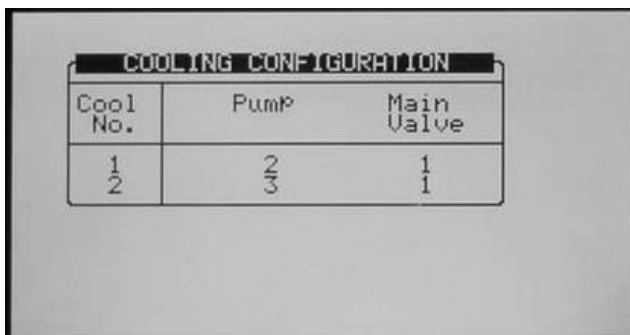 COOLING CONFIGURATION
Cool No. Pump Main Valve
1 2 1
2 3 1